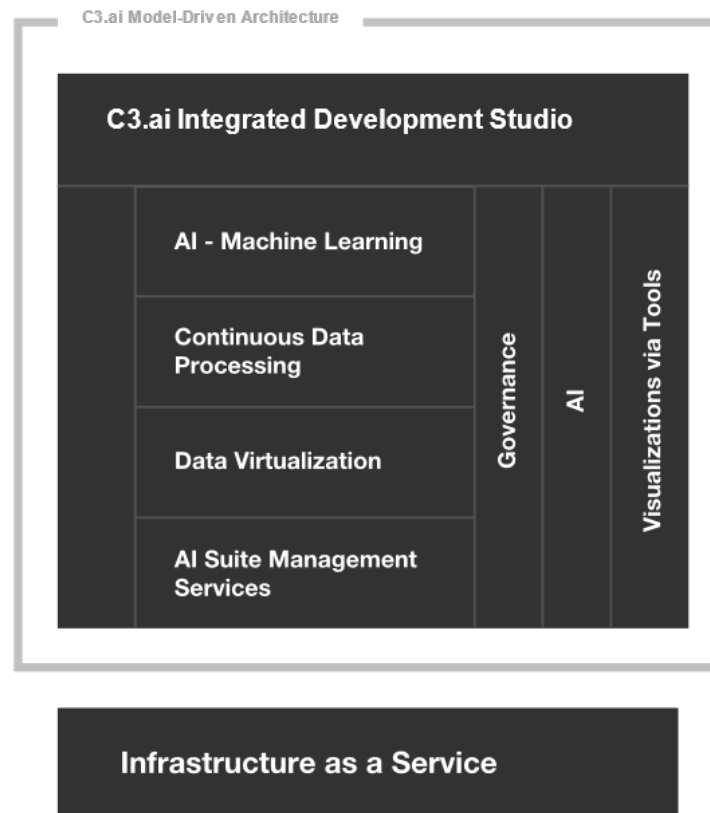 C3.ai Model-Driven Architecture
C3.ai Integrated Development Studio
AI - Machine Learning
Continuous Data
Processing
Data Virtualization
AI Suite Management
Services
Governance
AI
Visualizations via Tools
Infrastructure as a Service